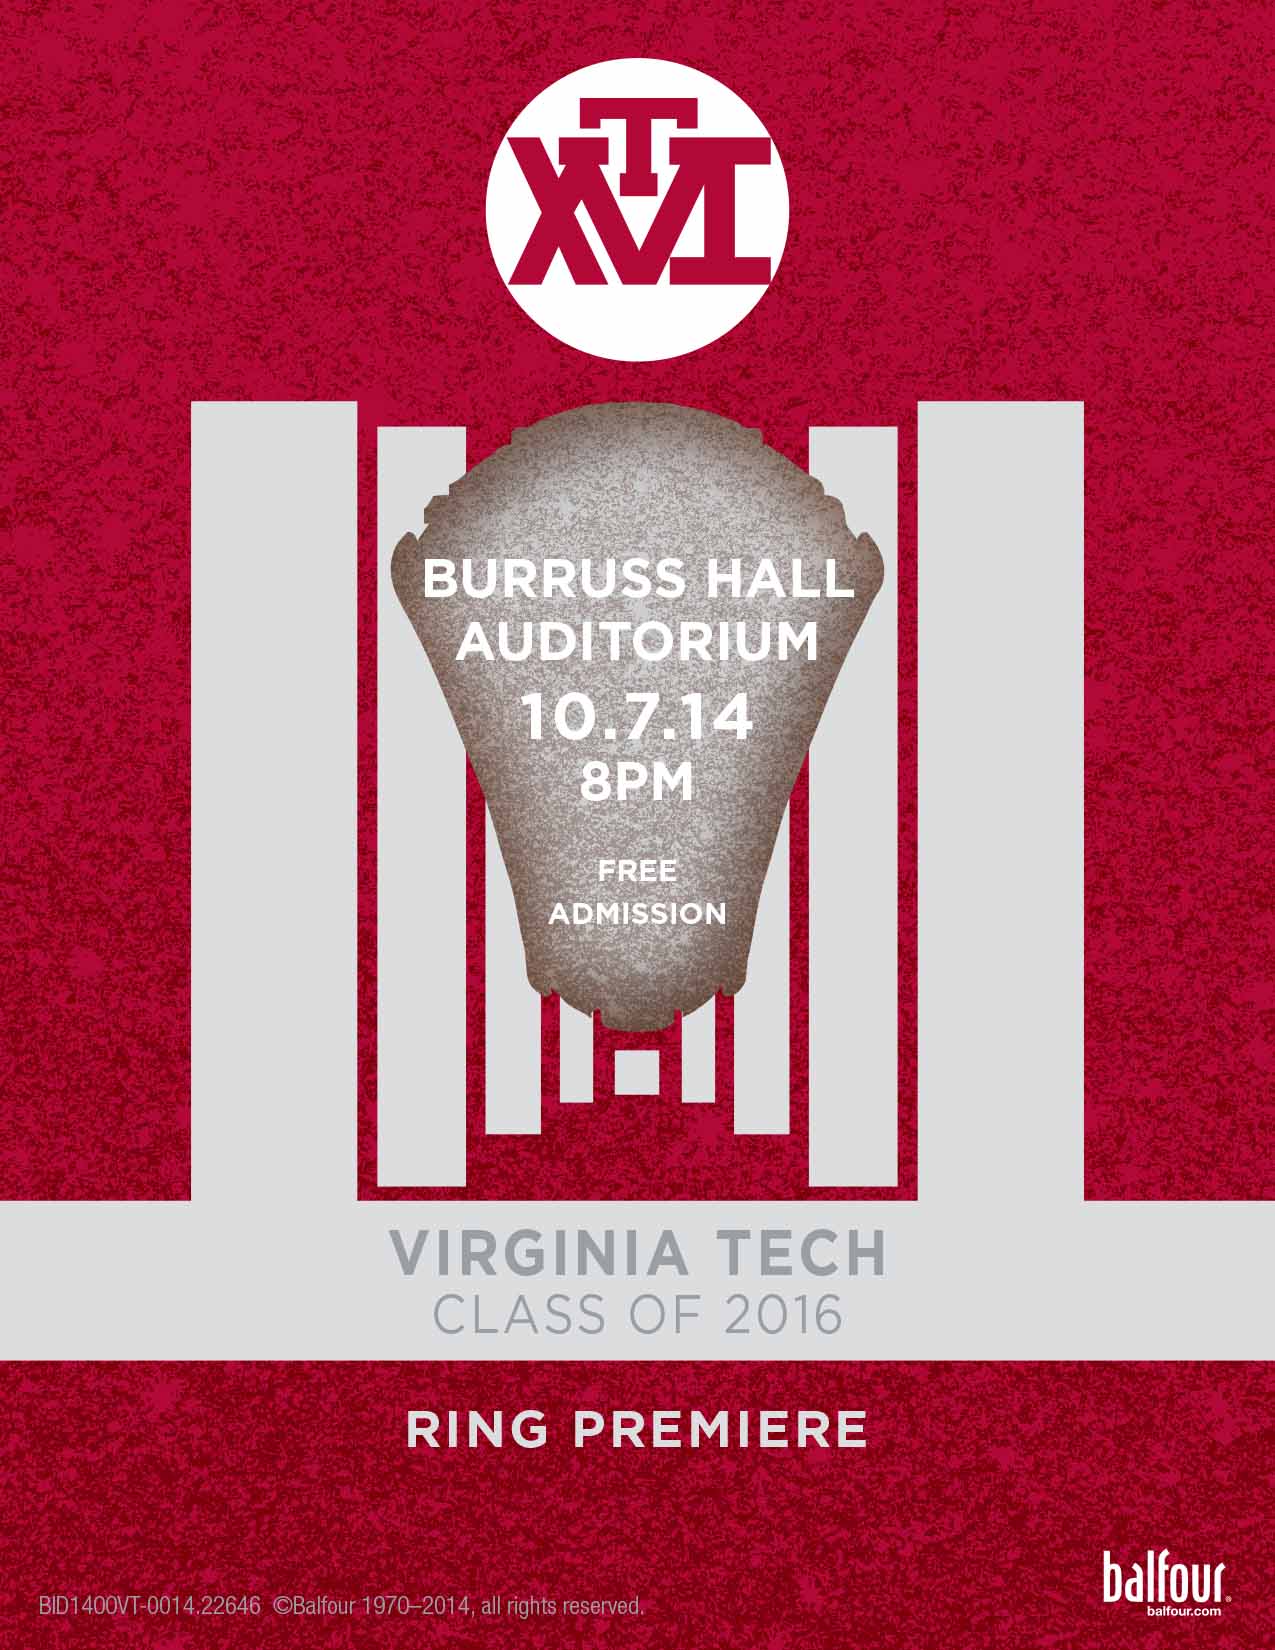 XVTI
BURRUSS HALL
AUDITORIUM
10.7.14
8PM
FREE
ADMISSION
VIRGINIA TECH
CLASS OF 2016
RING PREMIERE
balfour®
balfour.com
BID1400VT-0014.22646 ©Balfour 1970–2014, all rights reserved.